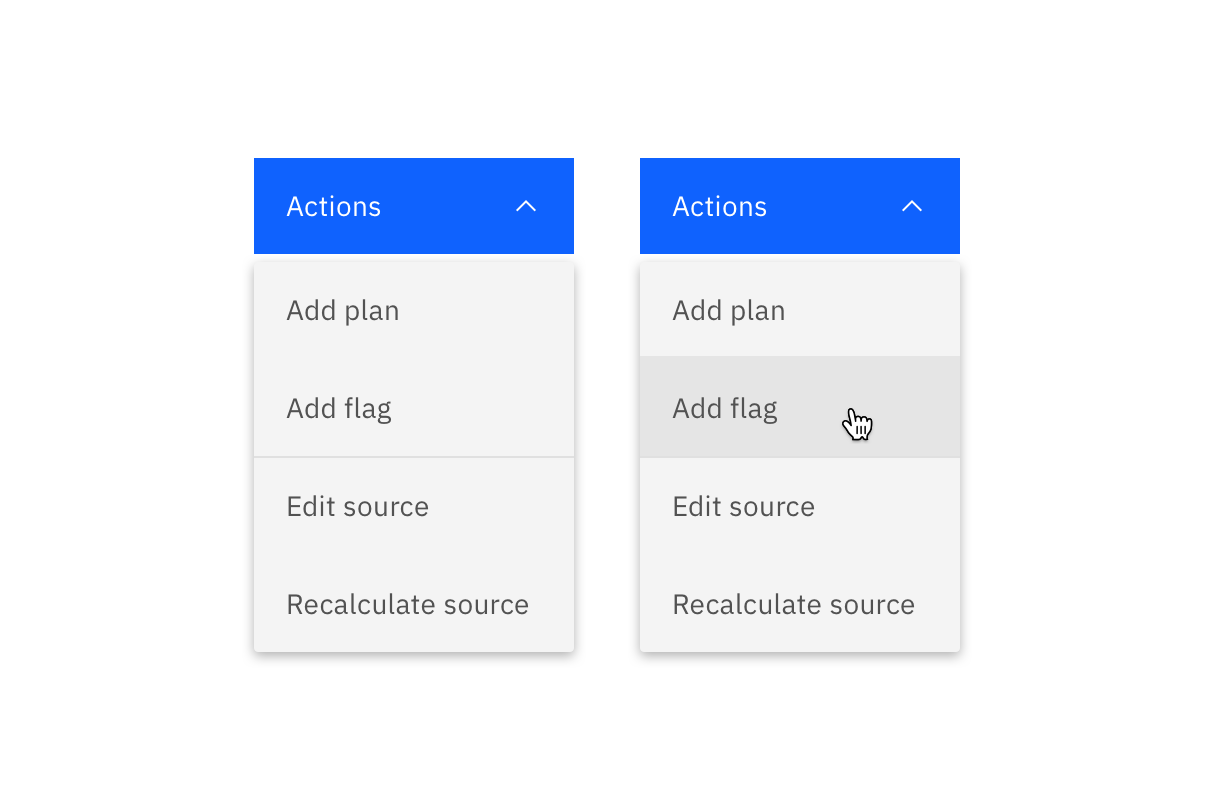 Actions
Add plan
Add flag
Edit source
Recalculate source
Actions
Add plan
Add flag
Edit source
Recalculate source